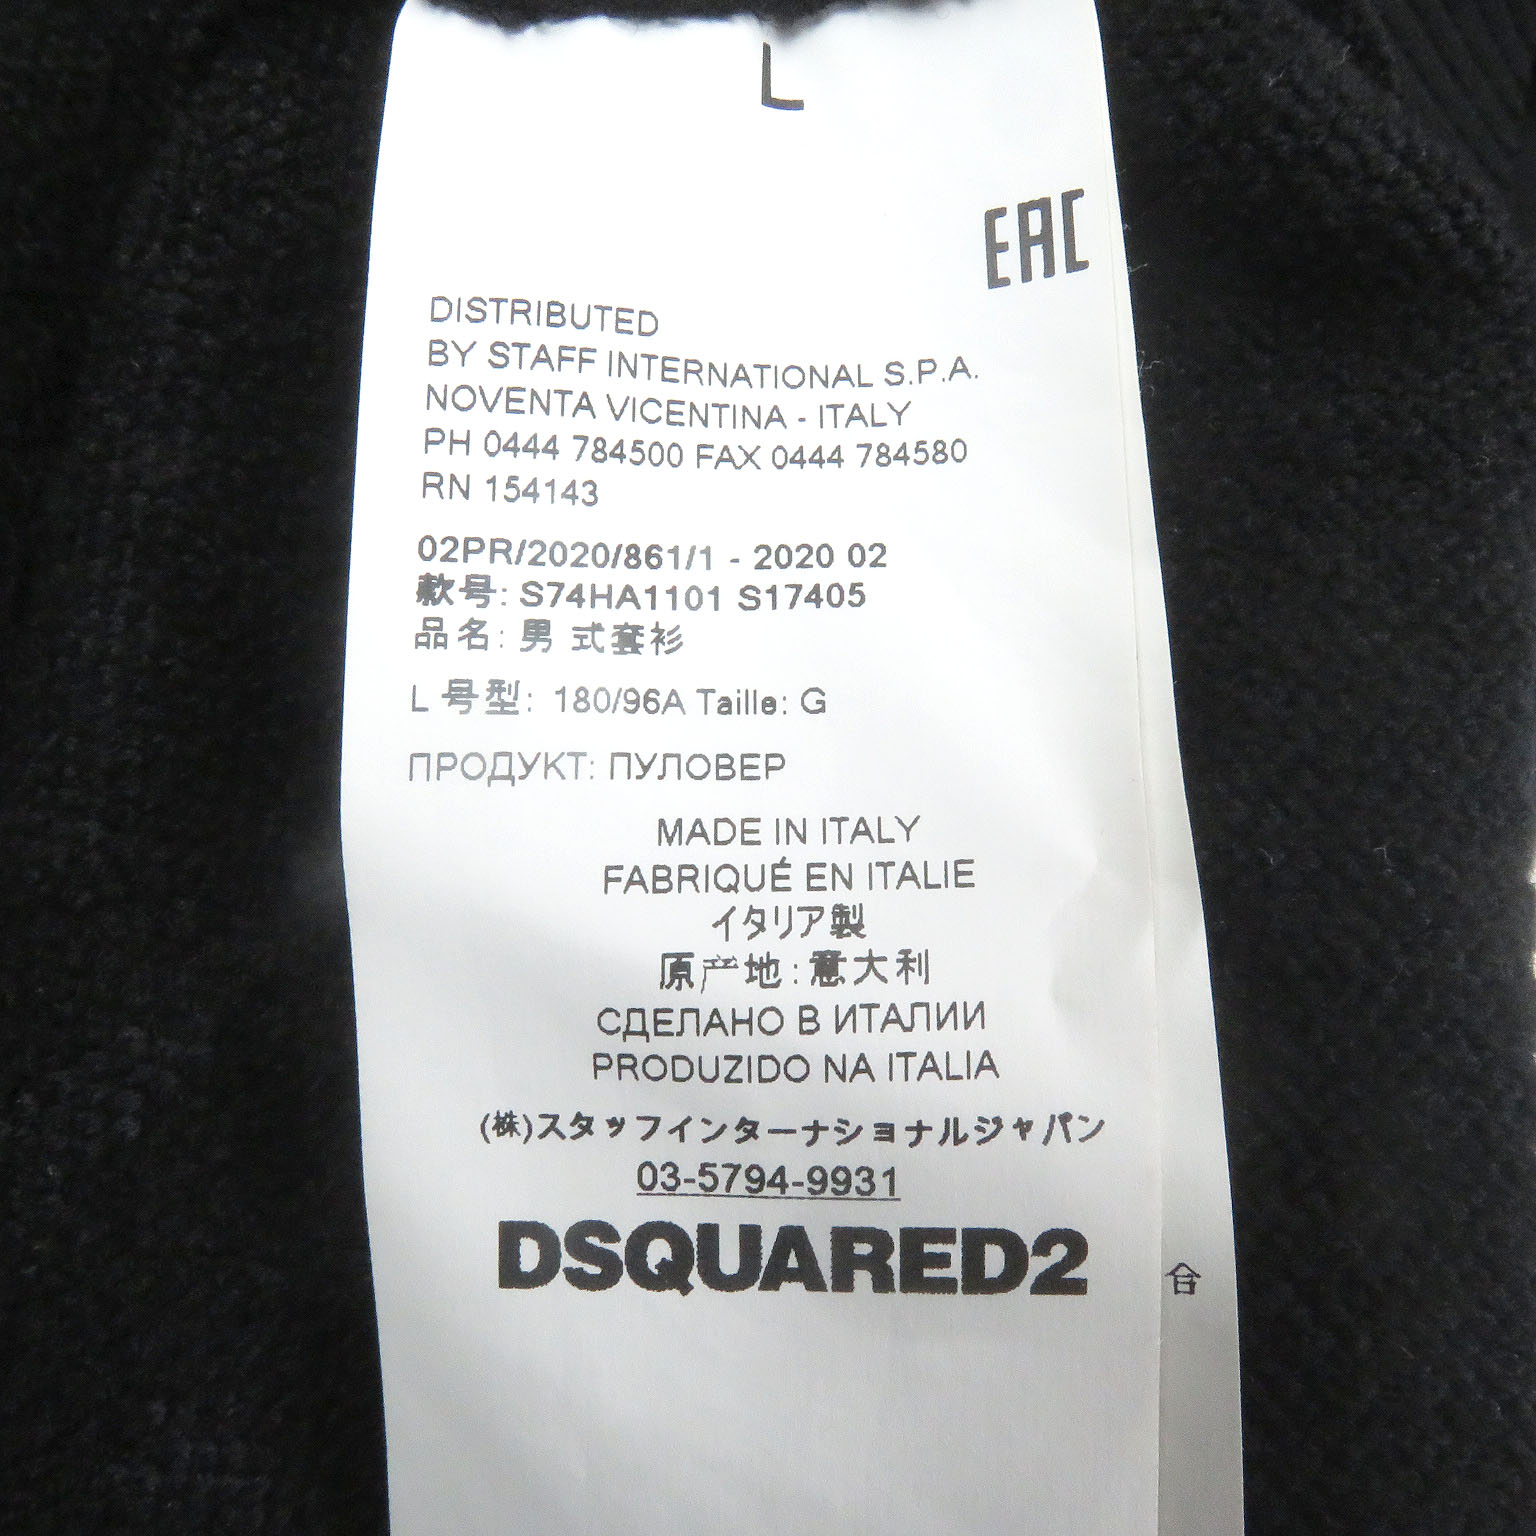 L
EAC
DISTRIBUTED
BY STAFF INTERNATIONAL S.P.A.
NOVENTA VICENTINA - ITALY
PH 0444 784500 FAX 0444 784580
RN 154143
02PR/2020/861/1 - 2020 02
款号: S74HA1101 S17405
品名: 男 式套衫
L 号型: 180/96A Taille: G
ПРОДУКТ: ПУЛОВЕР
MADE IN ITALY
FABRIQUÉ EN ITALIE
イタリア製
原产地: 意大利
СДЕЛАНО В ИТАЛИИ
PRODUZIDO NA ITALIA
(株)スタッフインターナショナルジャパン
03-5794-9931
DSQUARED2
合